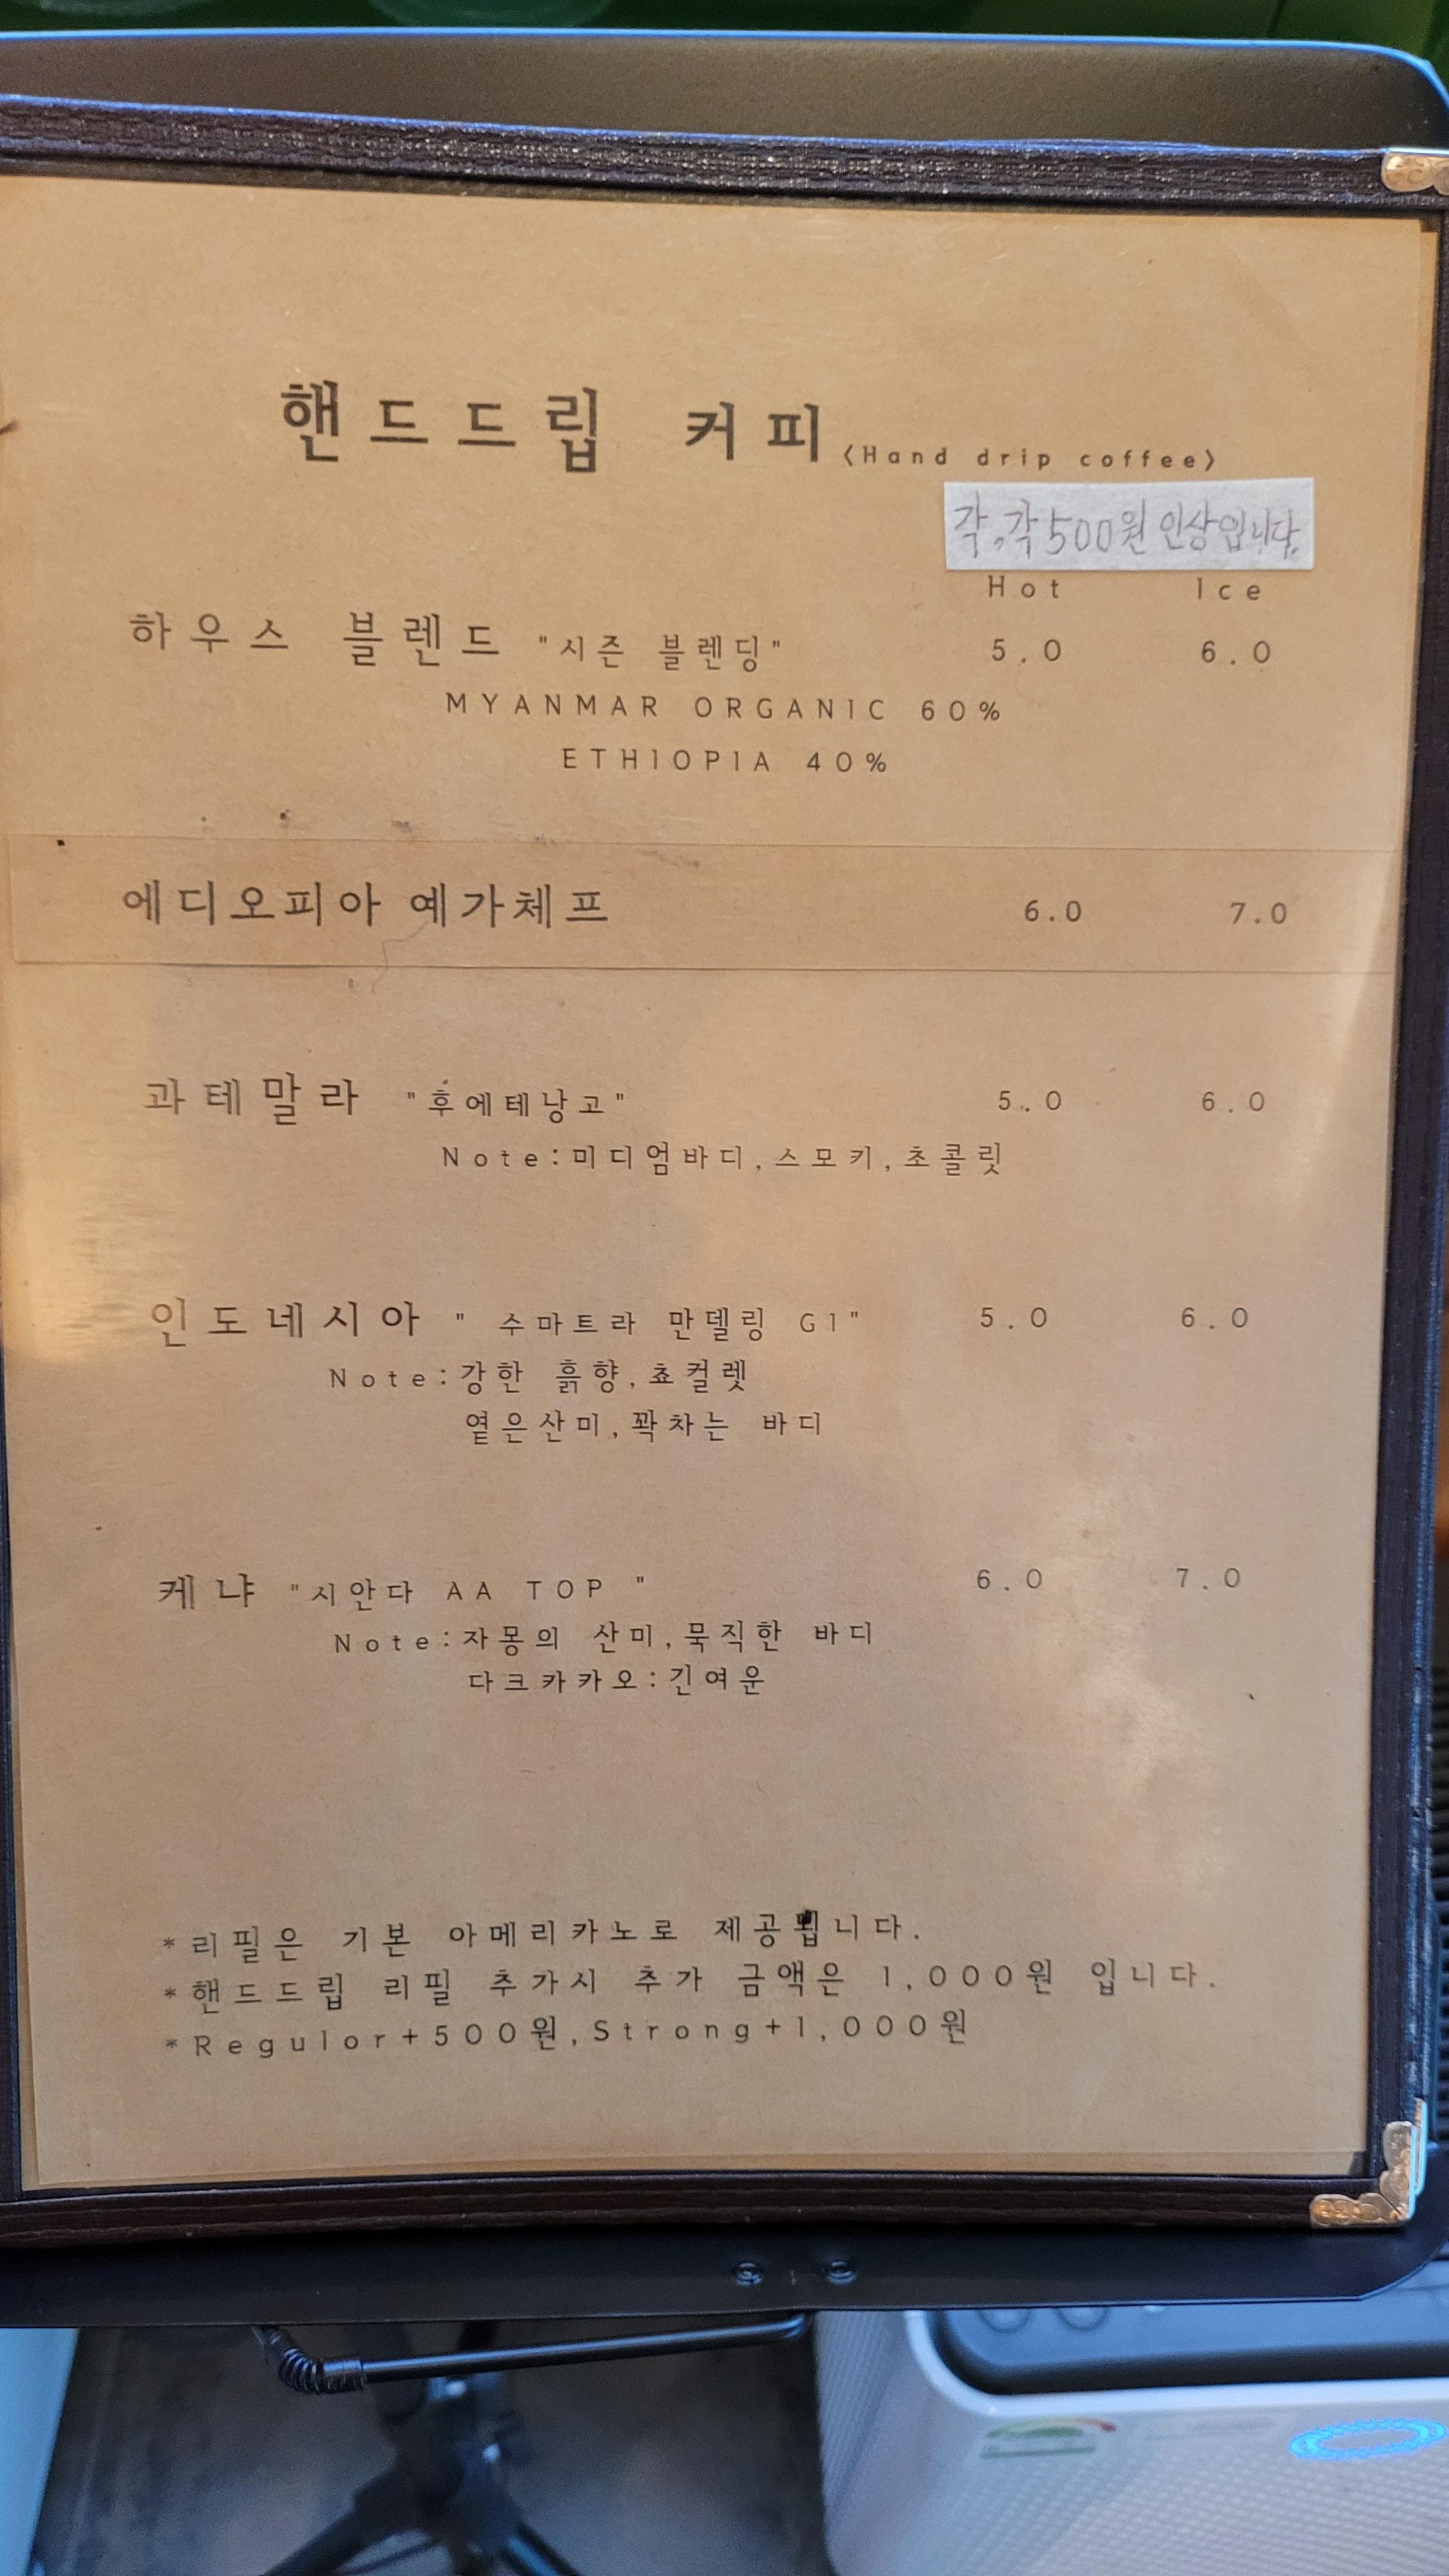 핸드드립 커피 <Hand drip coffee>
각,각 500원 인상입니다.
Hot Ice
하우스 블렌드 "시즌 블렌딩" 5.0 6.0
MYANMAR ORGANIC 60%
ETHIOPIA 40%
에디오피아 예가체프 6.0 7.0
과테말라 "후에테낭고" 5.0 6.0
Note:미디엄바디,스모키,초콜릿
인도네시아 " 수마트라 만델링 G1" 5.0 6.0
Note:강한 흙향,쵸컬렛
옅은산미,꽉차는 바디
케냐 "시안다 AA TOP " 6.0 7.0
Note:자몽의 산미,묵직한 바디
다크카카오:긴여운
*리필은 기본 아메리카노로 제공됩니다.
*핸드드립 리필 추가시 추가 금액은 1,000원 입니다.
*Regulor+500원,Strong+1,000원